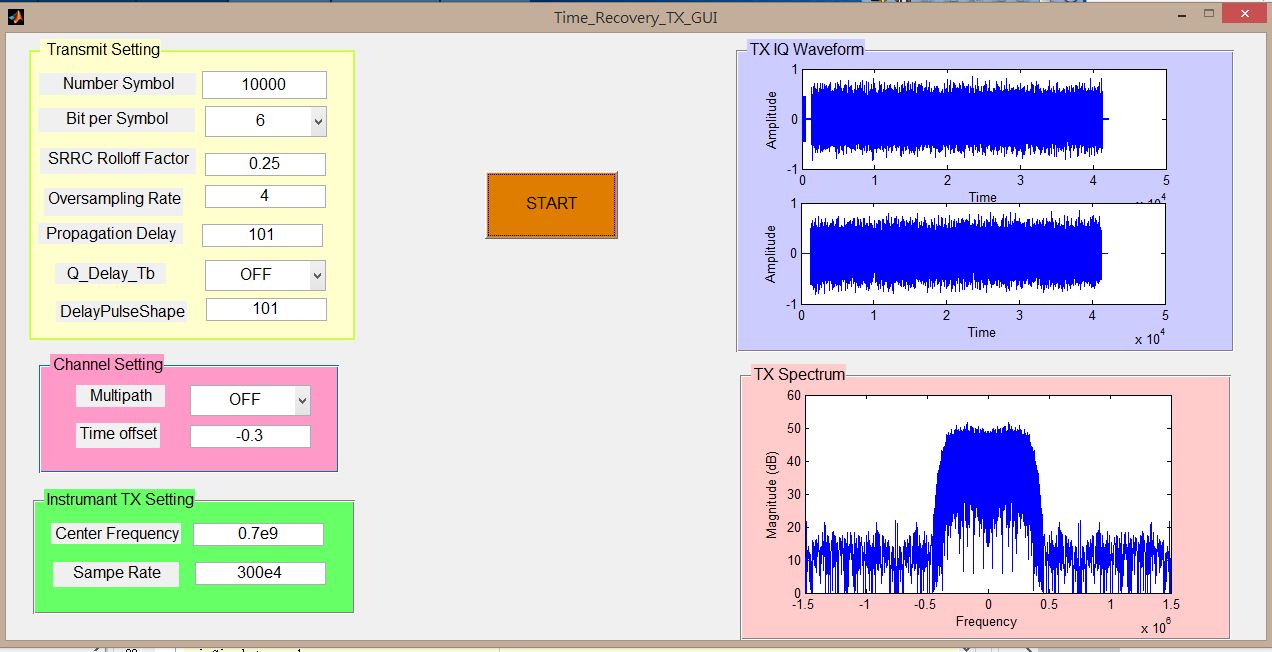 Time_Recovery_TX_GUI
Transmit Setting
Number Symbol 10000
Bit per Symbol 6
SRRC Rolloff Factor 0.25
Oversampling Rate 4
Propagation Delay 101
Q_Delay_Tb OFF
DelayPulseShape 101
Channel Setting
Multipath OFF
Time offset -0.3
Instrumant TX Setting
Center Frequency 0.7e9
Sampe Rate 300e4
START
TX IQ Waveform
Amplitude
1
0
-1
0 1 2 3 4 5
Time
x 10^4
Amplitude
1
0
-1
0 1 2 3 4 5
Time
x 10^4
TX Spectrum
Magnitude (dB)
60
50
40
30
20
10
0
-1.5 -1 -0.5 0 0.5 1 1.5
Frequency
x 10^6